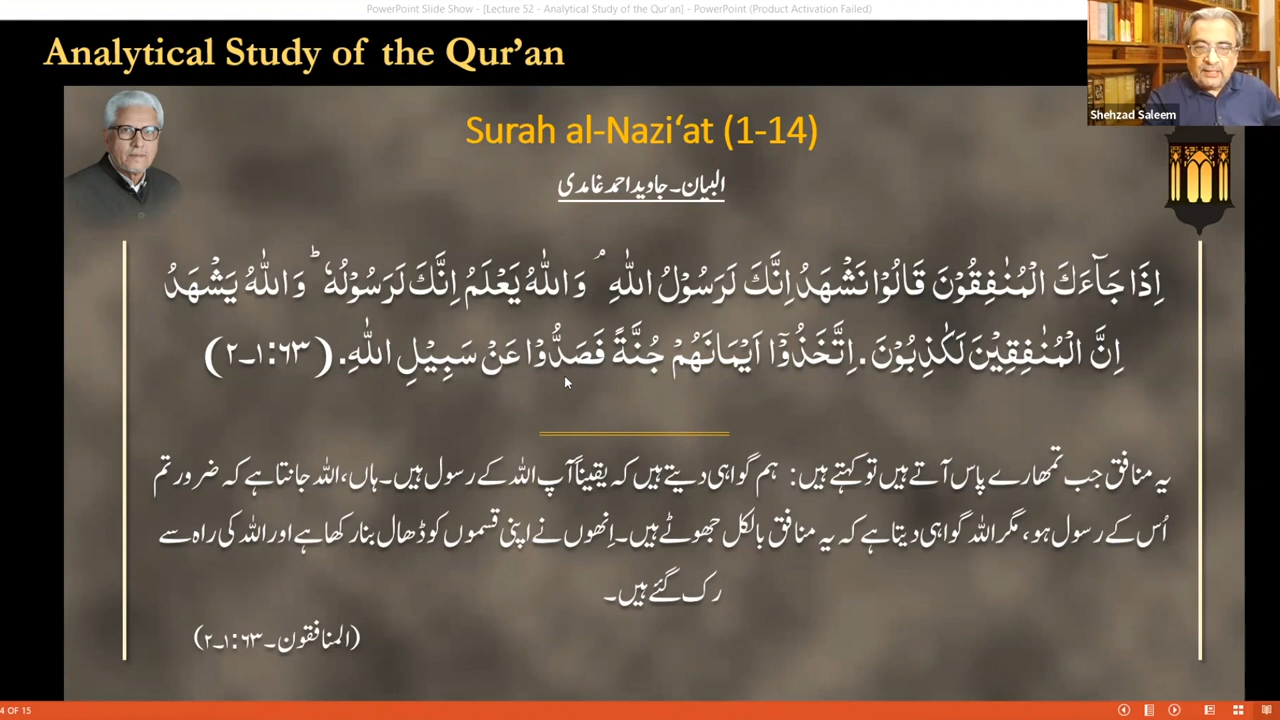 PowerPoint Slide Show - [Lecture 52 - Analytical Study of the Qur'an] - PowerPoint (Product Activation Failed)
Analytical Study of the Qur’an
Shehzad Saleem
Surah al-Nazi‘at (1-14)
البیان۔جاوید احمد غامدی
اِذَا جَآءَكَ الْمُنٰفِقُوْنَ قَالُوْا نَشْهَدُ اِنَّكَ لَرَسُوْلُ اللّٰهِ ۘ وَاللّٰهُ يَعْلَمُ اِنَّكَ لَرَسُوْلُهٗ ؕ وَاللّٰهُ يَشْهَدُ
اِنَّ الْمُنٰفِقِيْنَ لَكٰذِبُوْنَ. اِتَّخَذُوْٓا اَيْمَانَهُمْ جُنَّةً فَصَدُّوْا عَنْ سَبِيْلِ اللّٰهِ. (٦٣: ١۔٢)
یہ منافق جب تمھارے پاس آتے ہیں تو کہتے ہیں: ہم گواہی دیتے ہیں کہ یقیناً آپ اللہ کے رسول ہیں۔ ہاں، اللہ جانتا ہے کہ ضرور تم
اُس کے رسول ہو، مگر اللہ گواہی دیتا ہے کہ یہ منافق بالکل جھوٹے ہیں۔ اِنھوں نے اپنی قسموں کو ڈھال بنا رکھا ہے اور اللہ کی راہ سے
رک گئے ہیں۔
(المنافقون۔ ۶۳: ۱۔۲)
4 OF 15